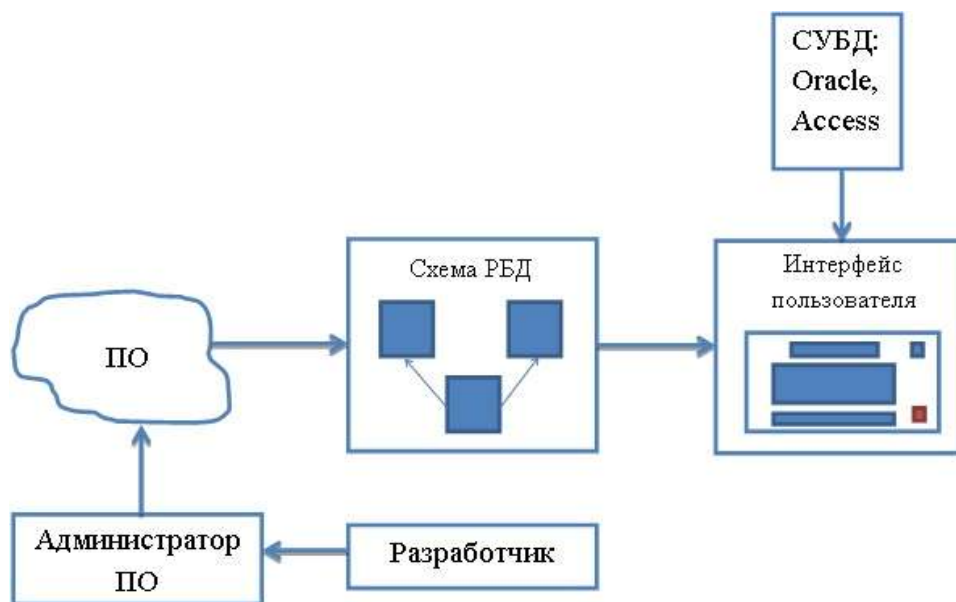 СУБД:
Oracle,
Access
Схема РБД
Интерфейс
пользователя
ПО
Администратор
ПО
Разработчик